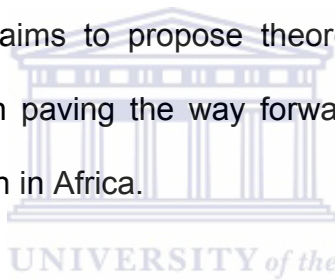 aims to propose theor
paving the way forwa
in Africa.
UNIVERSITY of the